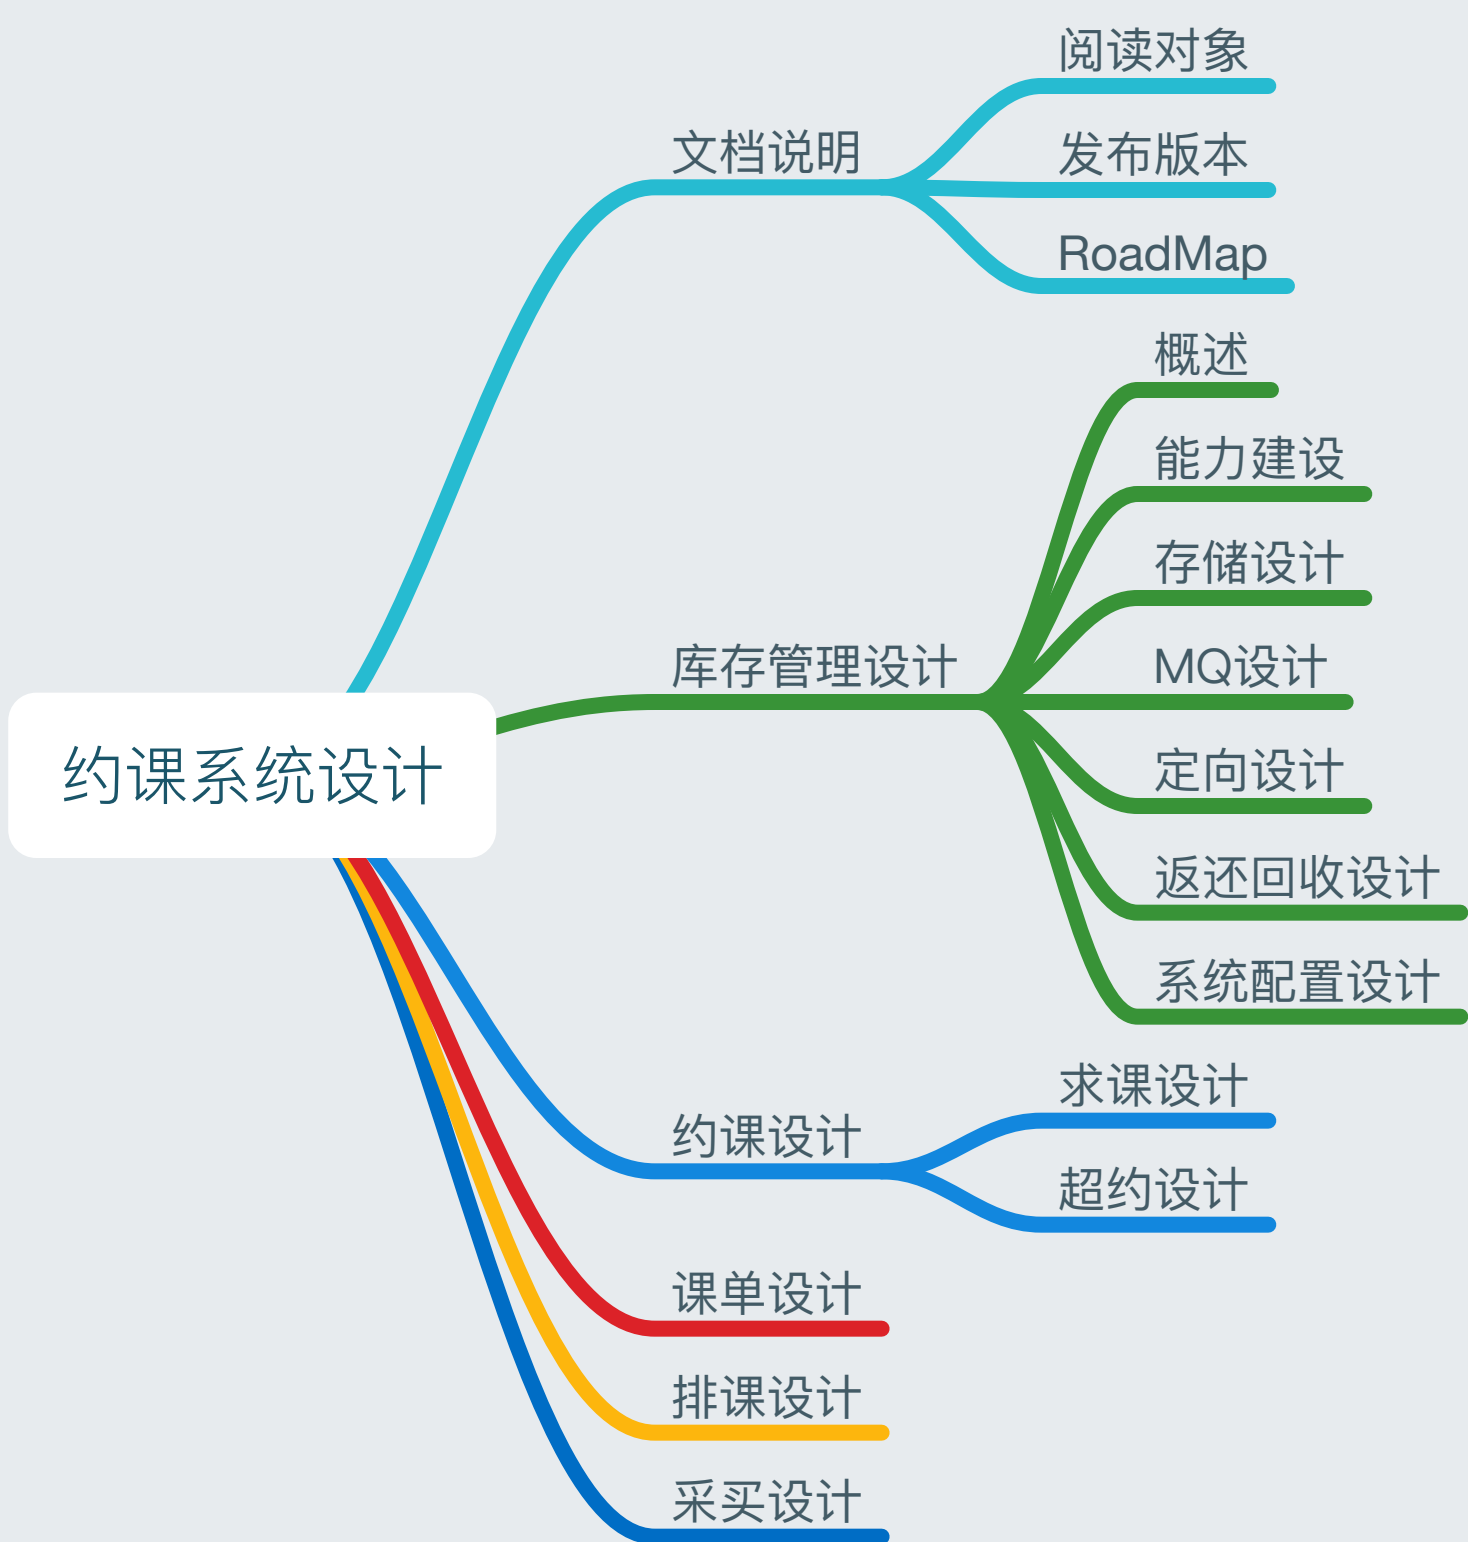 约课系统设计
文档说明
阅读对象
发布版本
RoadMap
库存管理设计
概述
能力建设
存储设计
MQ设计
定向设计
返还回收设计
系统配置设计
约课设计
求课设计
超约设计
课单设计
排课设计
采买设计